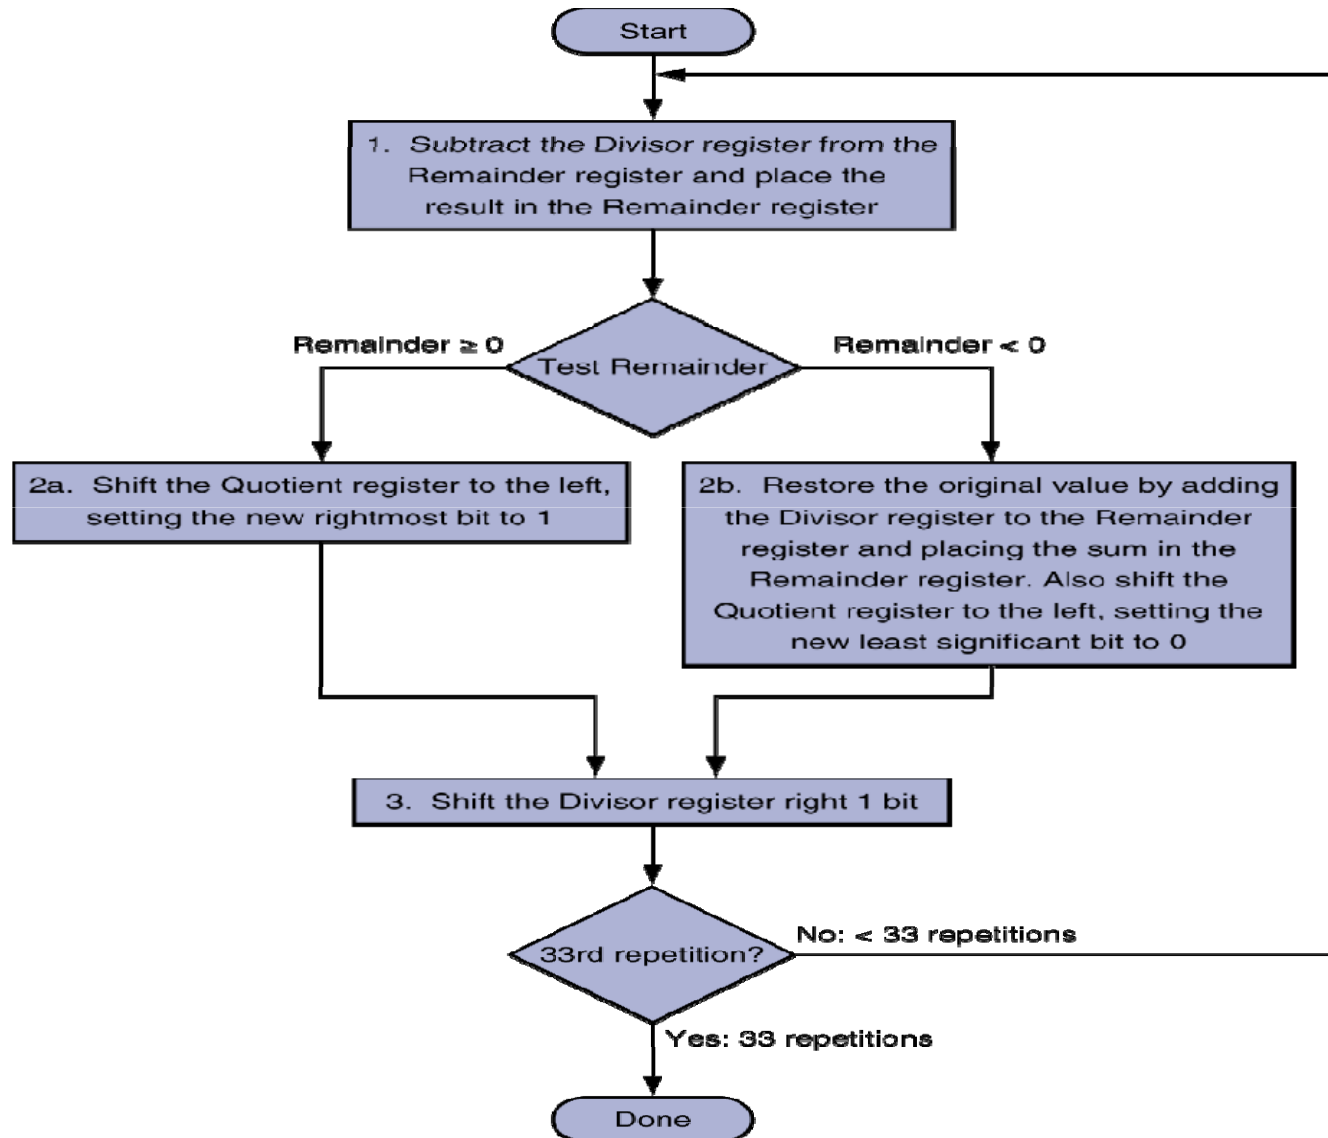 Start
1. Subtract the Divisor register from the
Remainder register and place the
result in the Remainder register
Remainder ≥ 0
Test Remainder
Remainder < 0
2a. Shift the Quotient register to the left,
setting the new rightmost bit to 1
2b. Restore the original value by adding
the Divisor register to the Remainder
register and placing the sum in the
Remainder register. Also shift the
Quotient register to the left, setting the
new least significant bit to 0
3. Shift the Divisor register right 1 bit
33rd repetition?
No: < 33 repetitions
Yes: 33 repetitions
Done